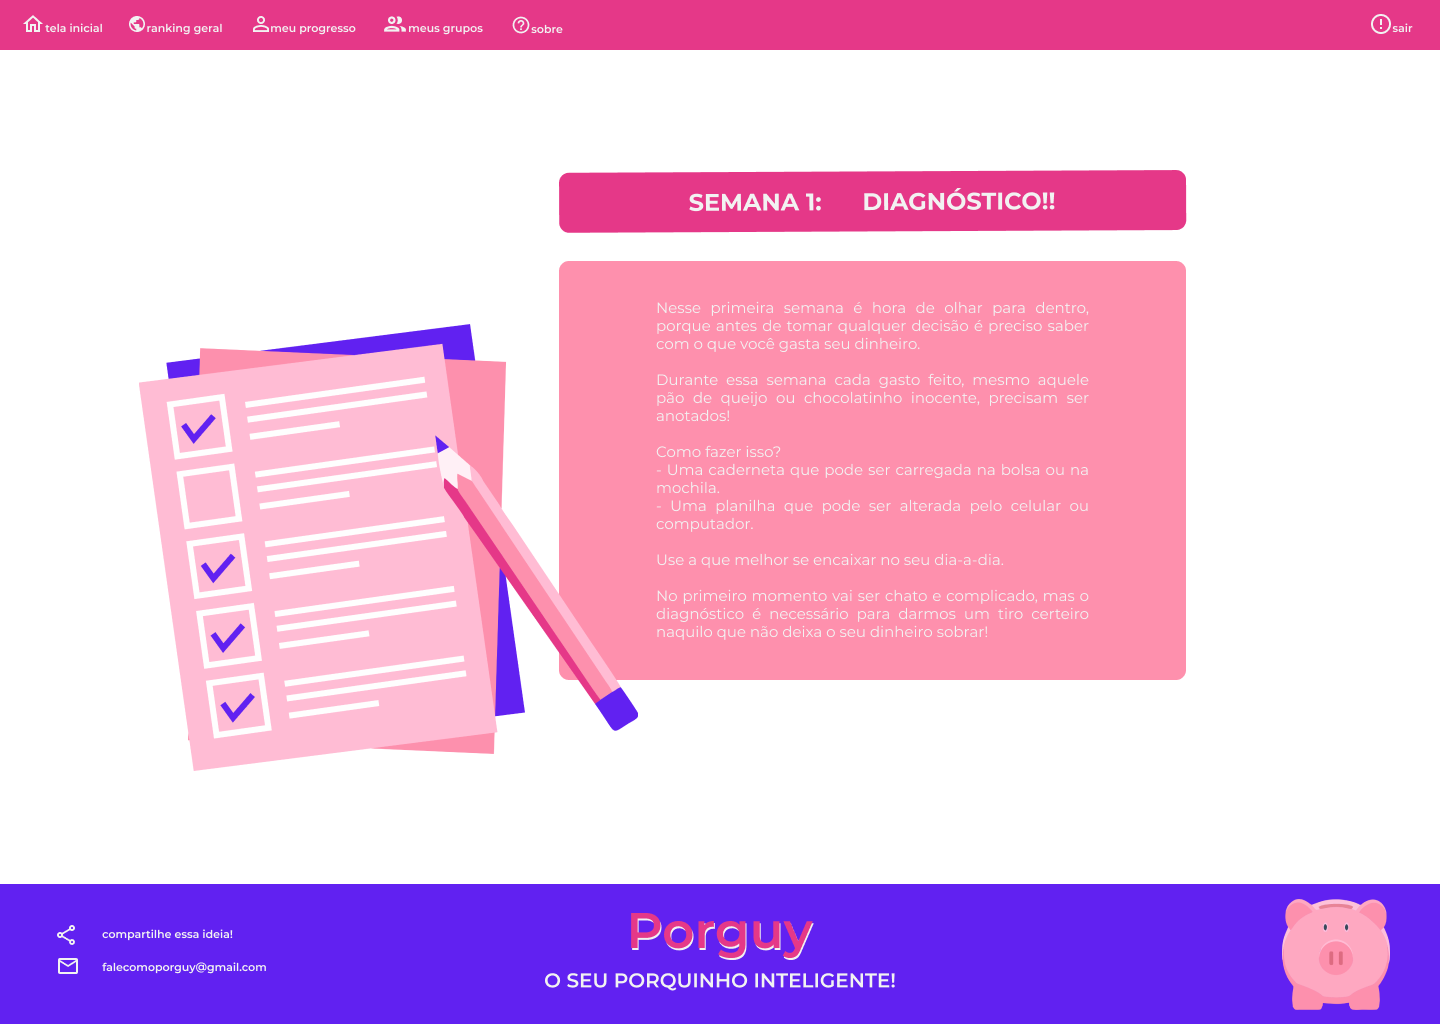 tela inicial
ranking geral
meu progresso
meus grupos
sobre
sair
SEMANA 1: DIAGNÓSTICO!!
Nesse primeira semana é hora de olhar para dentro,
porque antes de tomar qualquer decisão é preciso saber
com o que você gasta seu dinheiro.
Durante essa semana cada gasto feito, mesmo aquele
pão de queijo ou chocolatinho inocente, precisam ser
anotados!
Como fazer isso?
- Uma caderneta que pode ser carregada na bolsa ou na
mochila.
- Uma planilha que pode ser alterada pelo celular ou
computador.
Use a que melhor se encaixar no seu dia-a-dia.
No primeiro momento vai ser chato e complicado, mas o
diagnóstico é necessário para darmos um tiro certeiro
naquilo que não deixa o seu dinheiro sobrar!
compartilhe essa ideia!
falecomoporguy@gmail.com
Porguy
O SEU PORQUINHO INTELIGENTE!